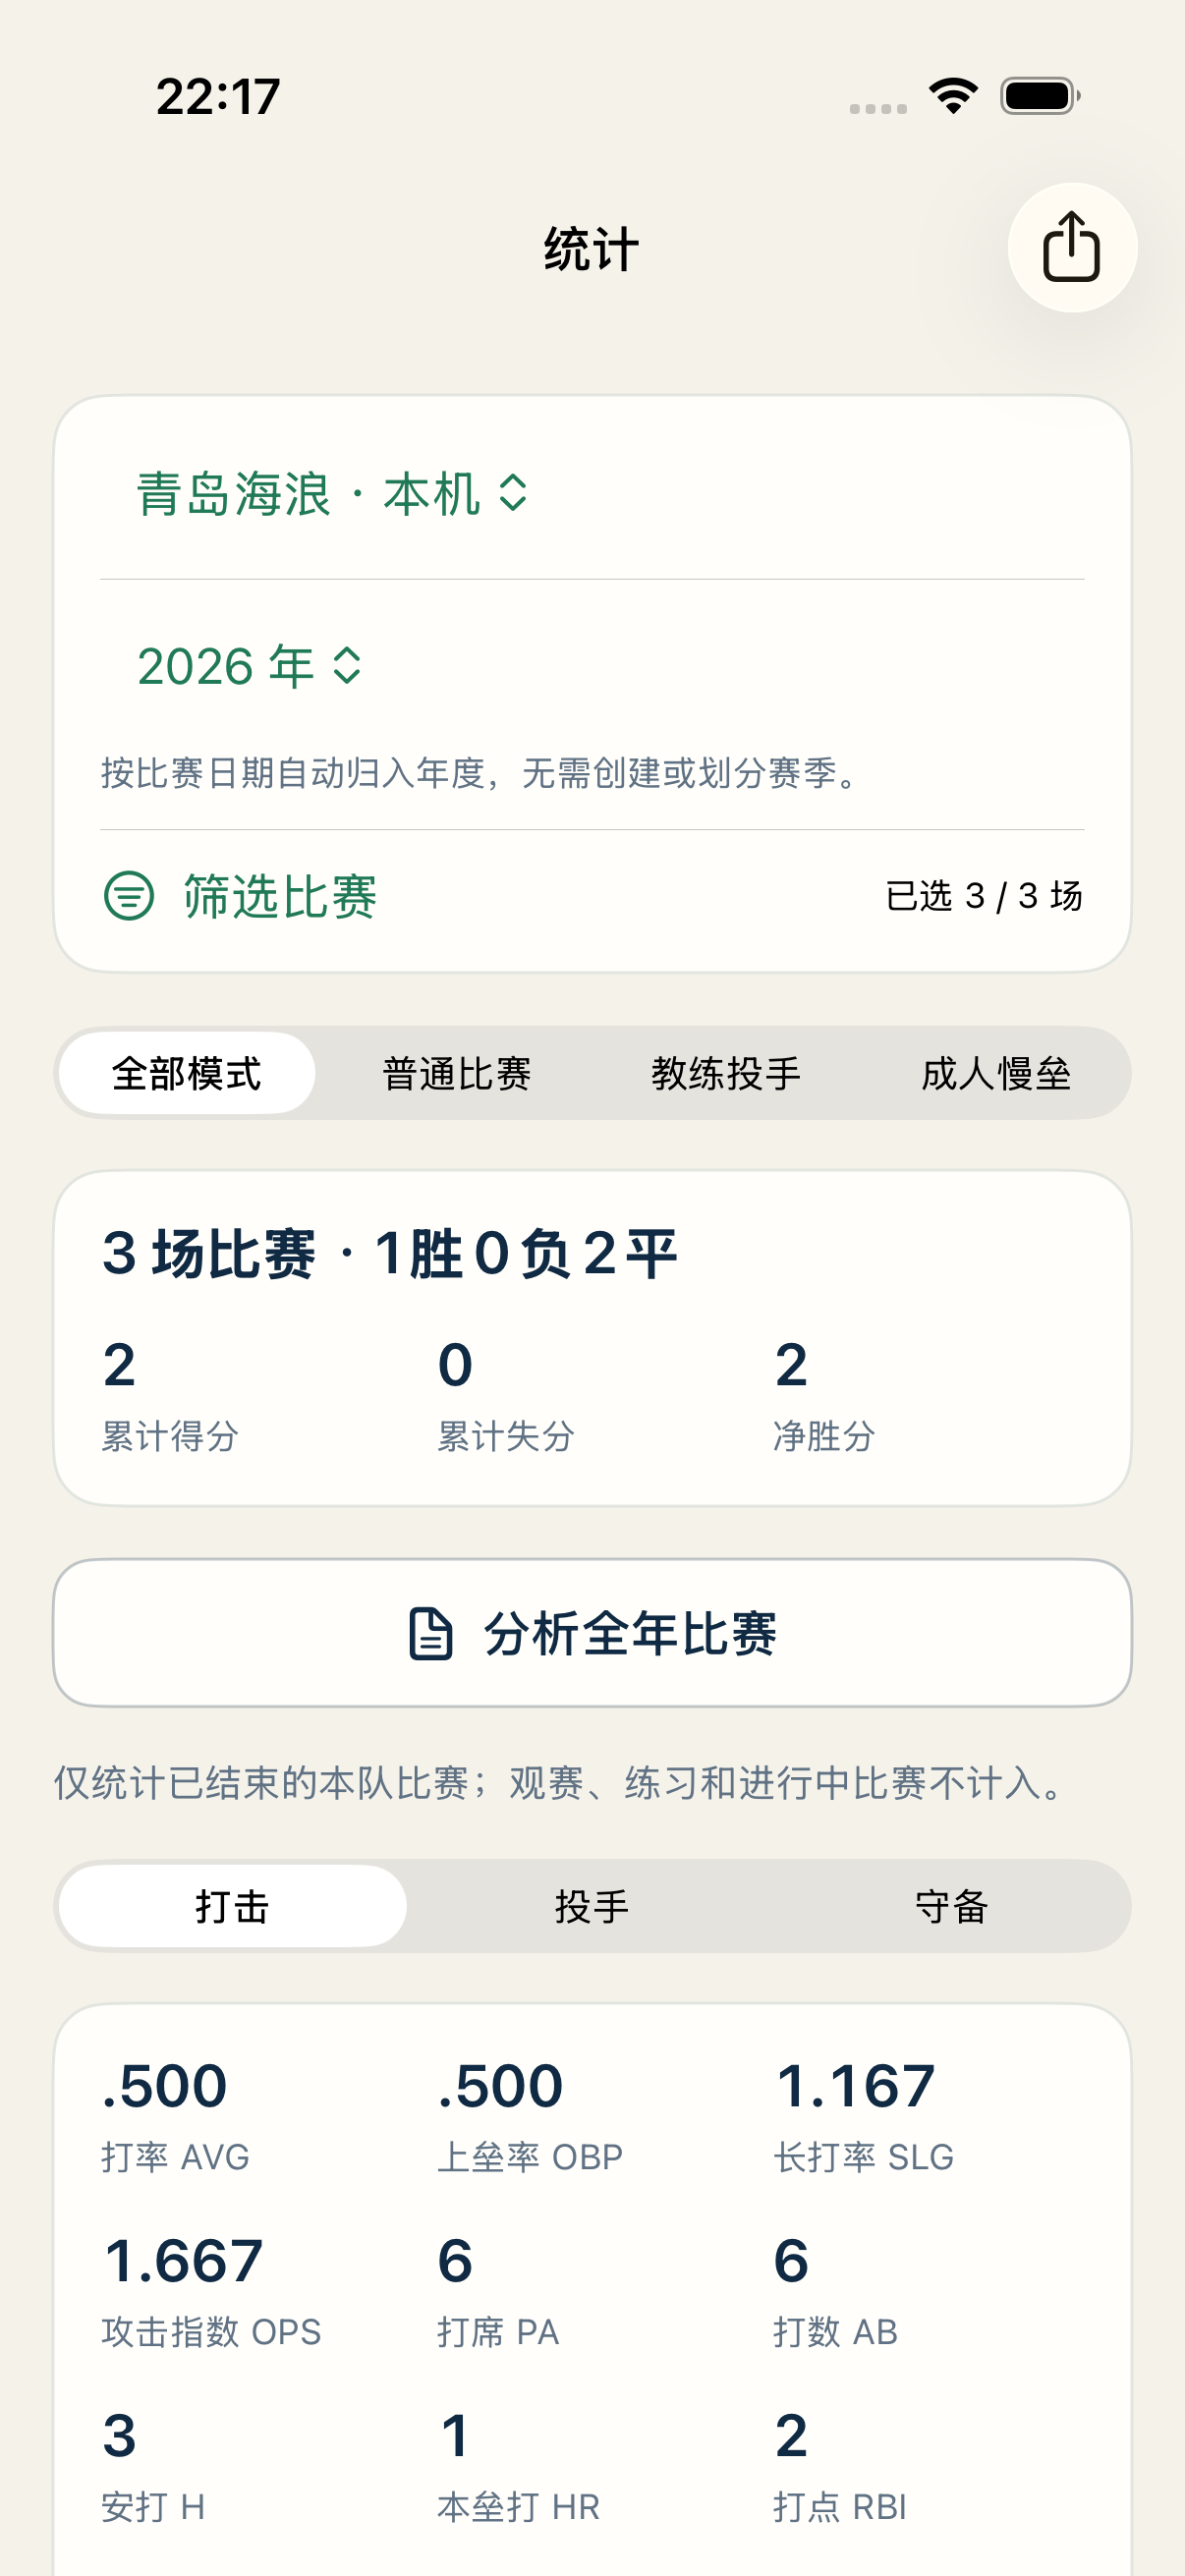 22:17
统计
青岛海浪 · 本机
2026 年
按比赛日期自动归入年度，无需创建或划分赛季。
筛选比赛 已选 3 / 3 场
全部模式 普通比赛 教练投手 成人慢垒
3 场比赛 · 1胜0负2平
2 0 2
累计得分 累计失分 净胜分
分析全年比赛
仅统计已结束的本队比赛；观赛、练习和进行中比赛不计入。
打击 投手 守备
.500 .500 1.167
打率 AVG 上垒率 OBP 长打率 SLG
1.667 6 6
攻击指数 OPS 打席 PA 打数 AB
3 1 2
安打 H 本垒打 HR 打点 RBI